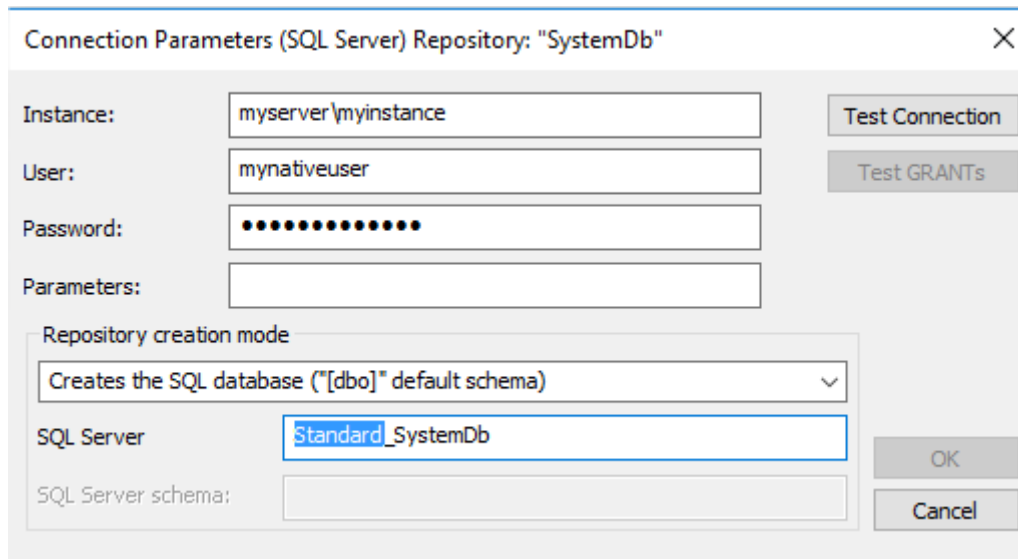 Connection Parameters (SQL Server) Repository: "SystemDb"
Instance: myserver\myinstance Test Connection
User: mynativeuser Test GRANTs
Password: •••••••••••••
Parameters:
Repository creation mode
Creates the SQL database ("[dbo]" default schema)
SQL Server Standard_SystemDb
OK
SQL Server schema:
Cancel